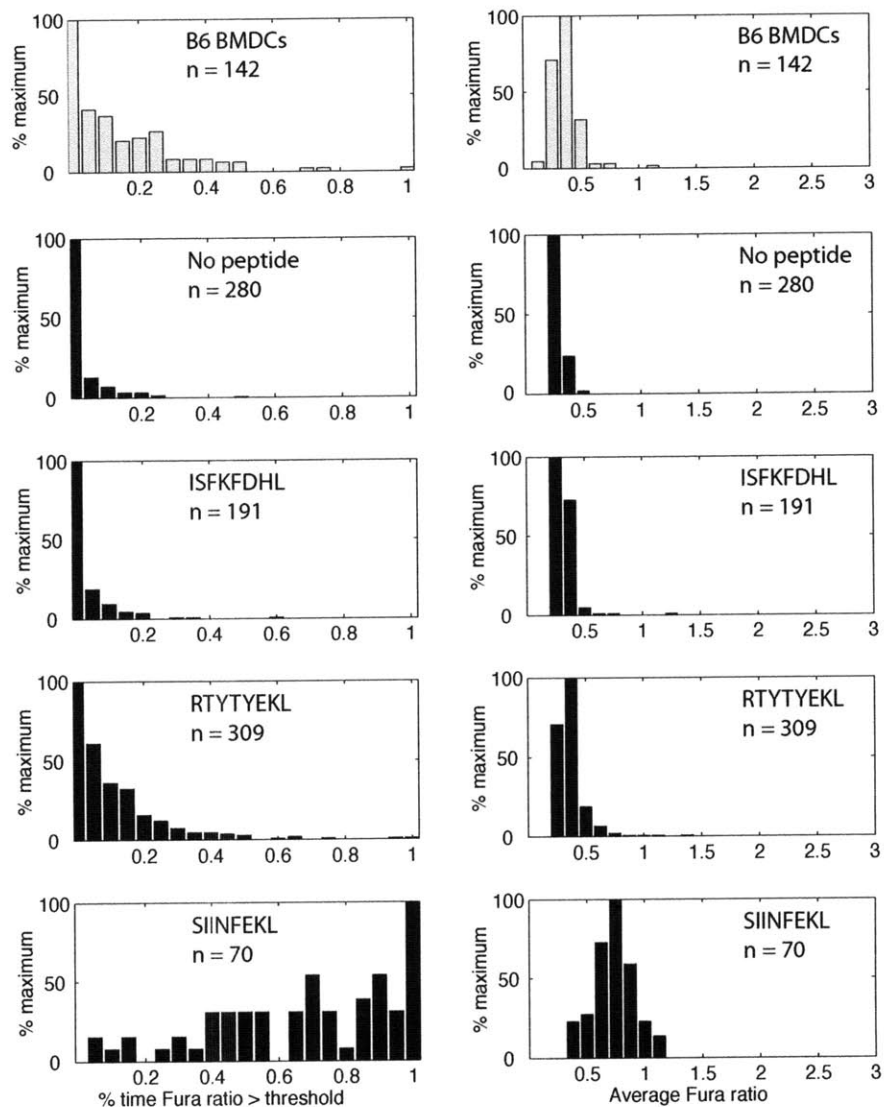 100
50
0
% maximum
B6 BMDCs
n = 142
0.2 0.4 0.6 0.8 1
100
50
0
% maximum
B6 BMDCs
n = 142
0.5 1 1.5 2 2.5 3
100
50
0
% maximum
No peptide
n = 280
0.2 0.4 0.6 0.8 1
100
50
0
% maximum
No peptide
n = 280
0.5 1 1.5 2 2.5 3
100
50
0
% maximum
ISFKFDHL
n = 191
0.2 0.4 0.6 0.8 1
100
50
0
% maximum
ISFKFDHL
n = 191
0.5 1 1.5 2 2.5 3
100
50
0
% maximum
RTYTYEKL
n = 309
0.2 0.4 0.6 0.8 1
100
50
0
% maximum
RTYTYEKL
n = 309
0.5 1 1.5 2 2.5 3
100
50
0
% maximum
SIINFEKL
n = 70
0.2 0.4 0.6 0.8 1
% time Fura ratio > threshold
100
50
0
% maximum
SIINFEKL
n = 70
0.5 1 1.5 2 2.5 3
Average Fura ratio